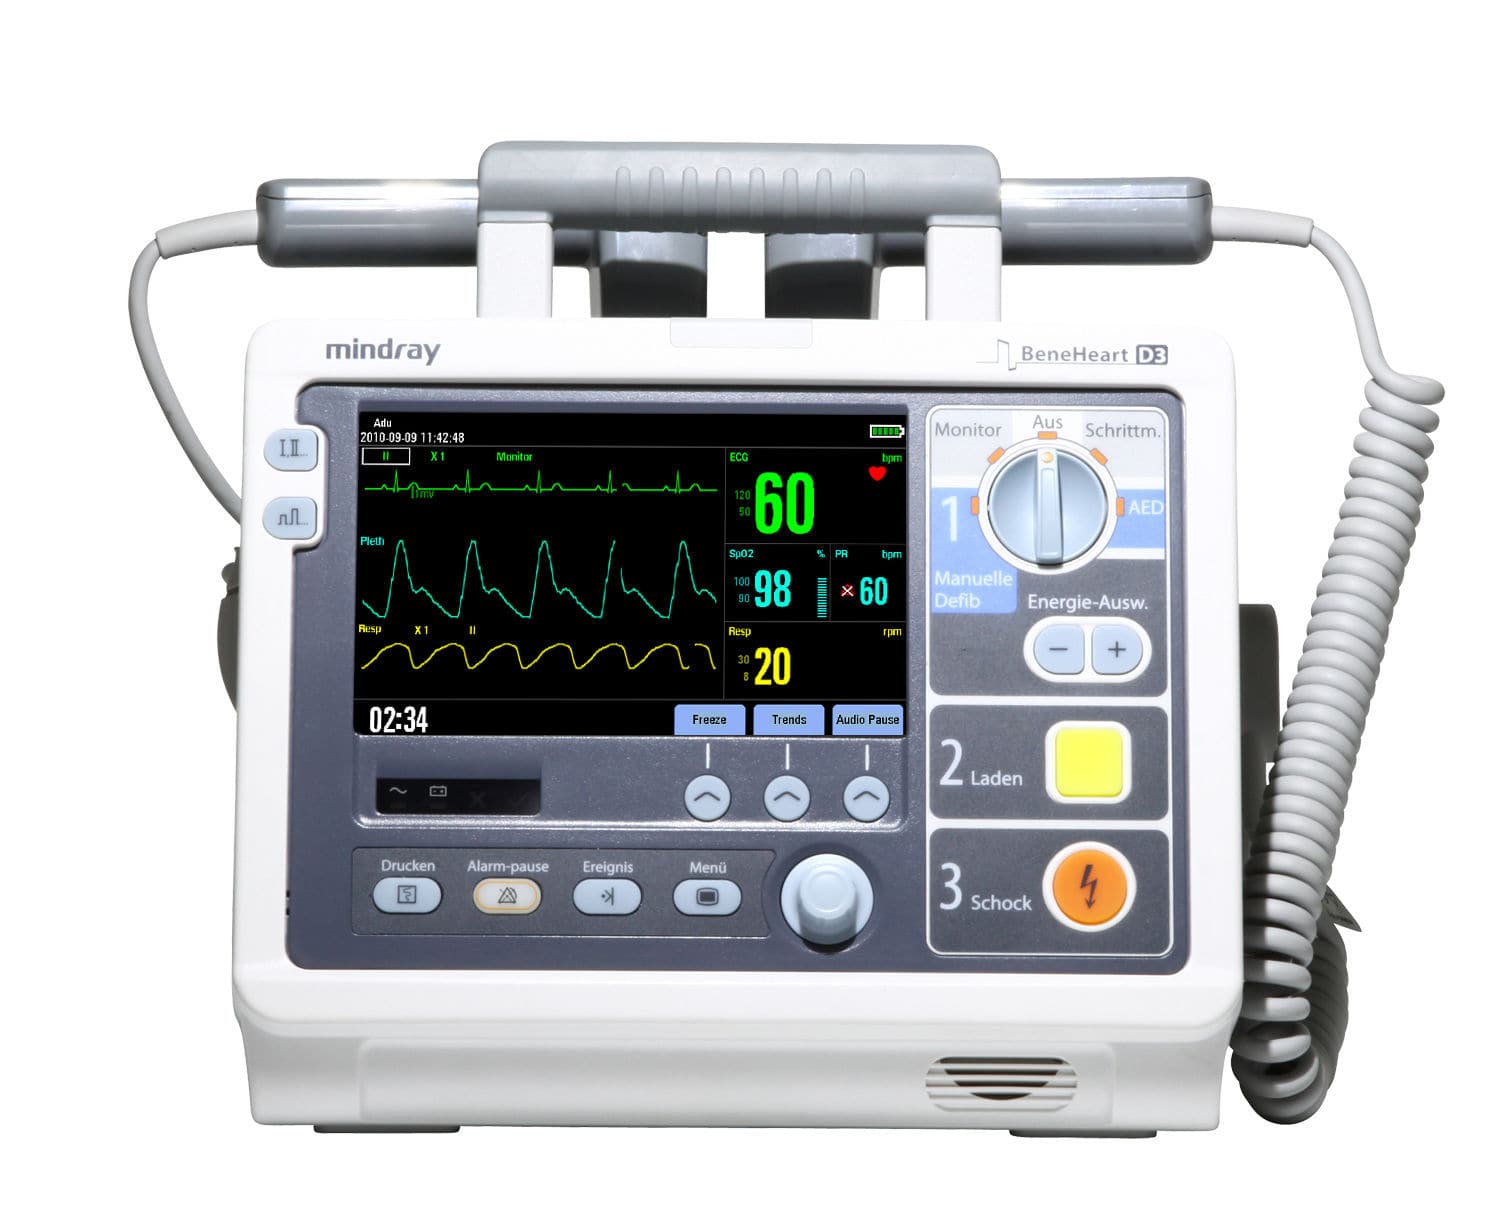 mindray
BeneHeart D3
Adu
2010-09-09 11:42:48
II X1 Monitor
1mv
ECG bpm
120
50
60
Pleth
SpO2 %
100
90
98
PR bpm
60
Resp X1 II
Resp rpm
30
8
20
02:34
Freeze Trends Audio Pause
I,II...
Monitor Aus Schrittm.
1 AED
Manuelle
Defib
Energie-Ausw.
- +
2 Laden
3 Schock
Drucken Alarm-pause Ereignis Menü